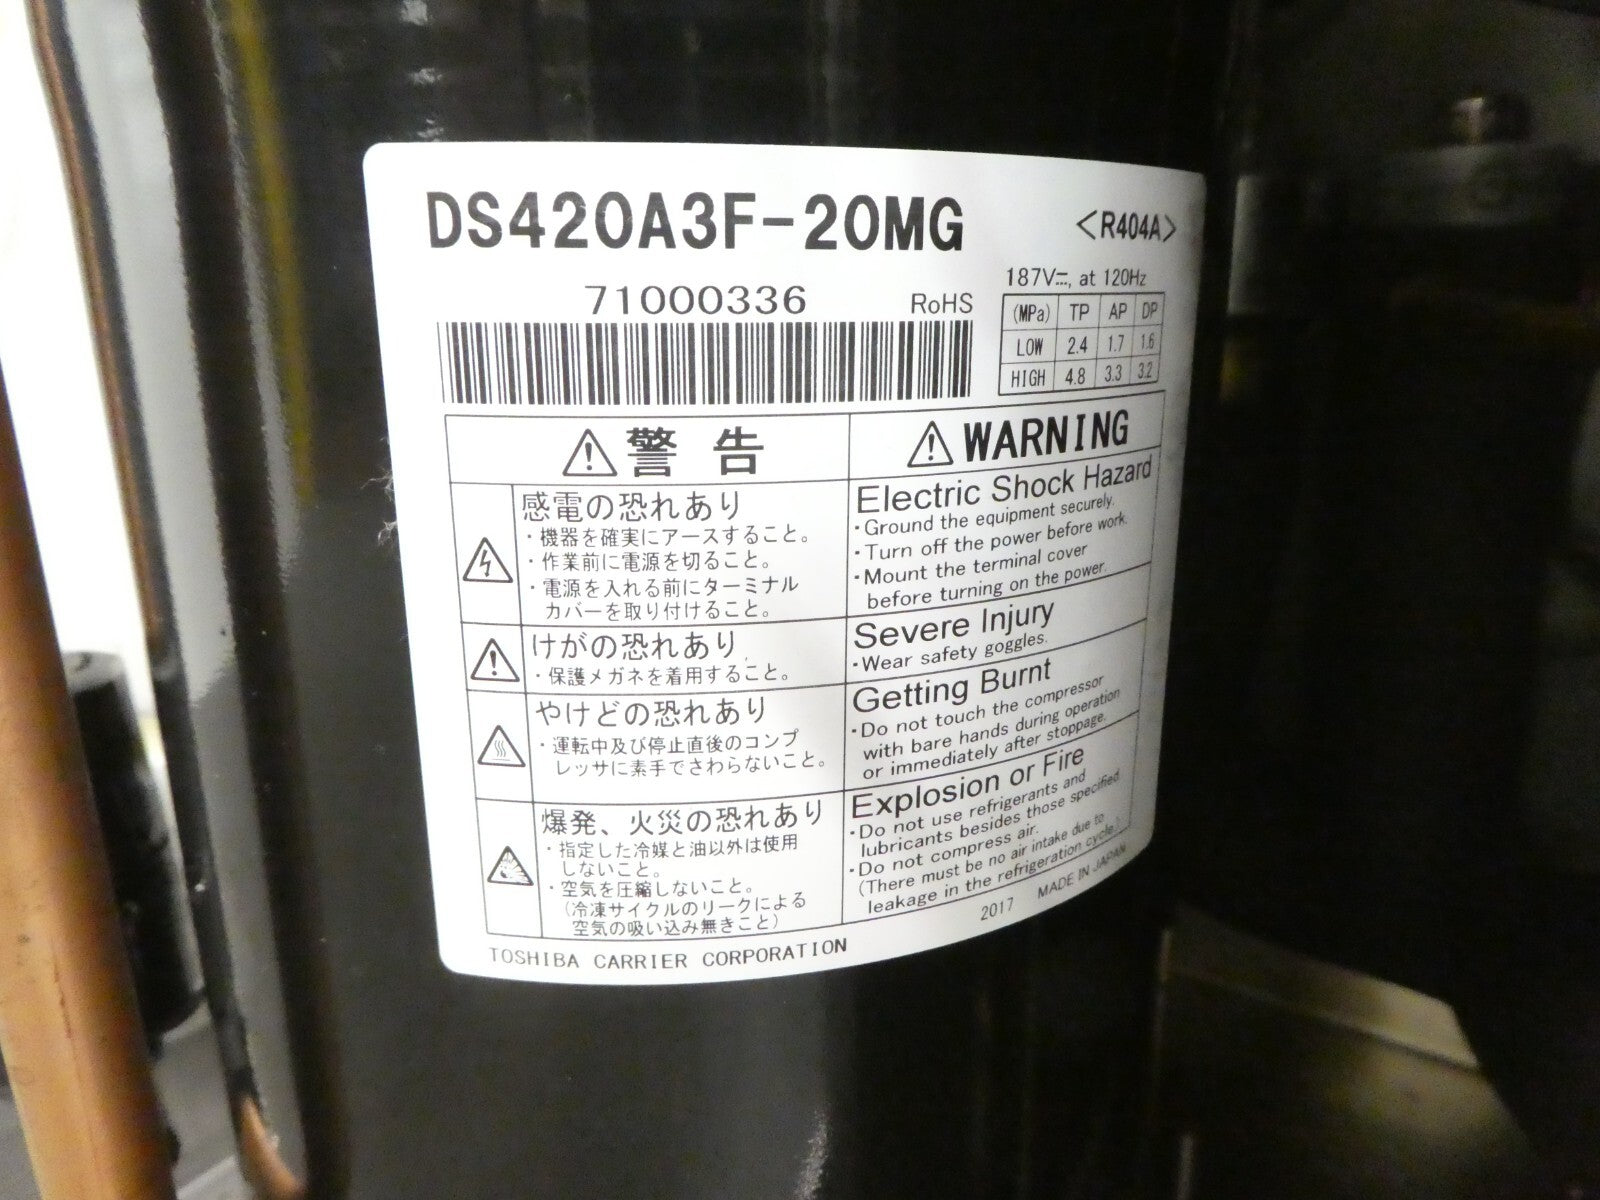 DS420A3F-20MG
<R404A>
71000336
RoHS
187V⎓, at 120Hz
(MPa) TP AP DP
LOW 2.4 1.7 1.6
HIGH 4.8 3.3 3.2
警 告
感電の恐れあり
・機器を確実にアースすること。
・作業前に電源を切ること。
・電源を入れる前にターミナル
カバーを取り付けること。
けがの恐れあり
・保護メガネを着用すること。
やけどの恐れあり
・運転中及び停止直後のコンプ
レッサに素手でさわらないこと。
爆発、火災の恐れあり
・指定した冷媒と油以外は使用
しないこと。
・空気を圧縮しないこと。
(冷凍サイクルのリークによる
空気の吸い込み無きこと)
WARNING
Electric Shock Hazard
・Ground the equipment securely.
・Turn off the power before work.
・Mount the terminal cover
before turning on the power.
Severe Injury
・Wear safety goggles.
Getting Burnt
・Do not touch the compressor
with bare hands during operation
or immediately after stoppage.
Explosion or Fire
・Do not use refrigerants and
lubricants besides those specified.
・Do not compress air.
(There must be no air intake due to
leakage in the refrigeration cycle.)
2017 MADE IN JAPAN
TOSHIBA CARRIER CORPORATION